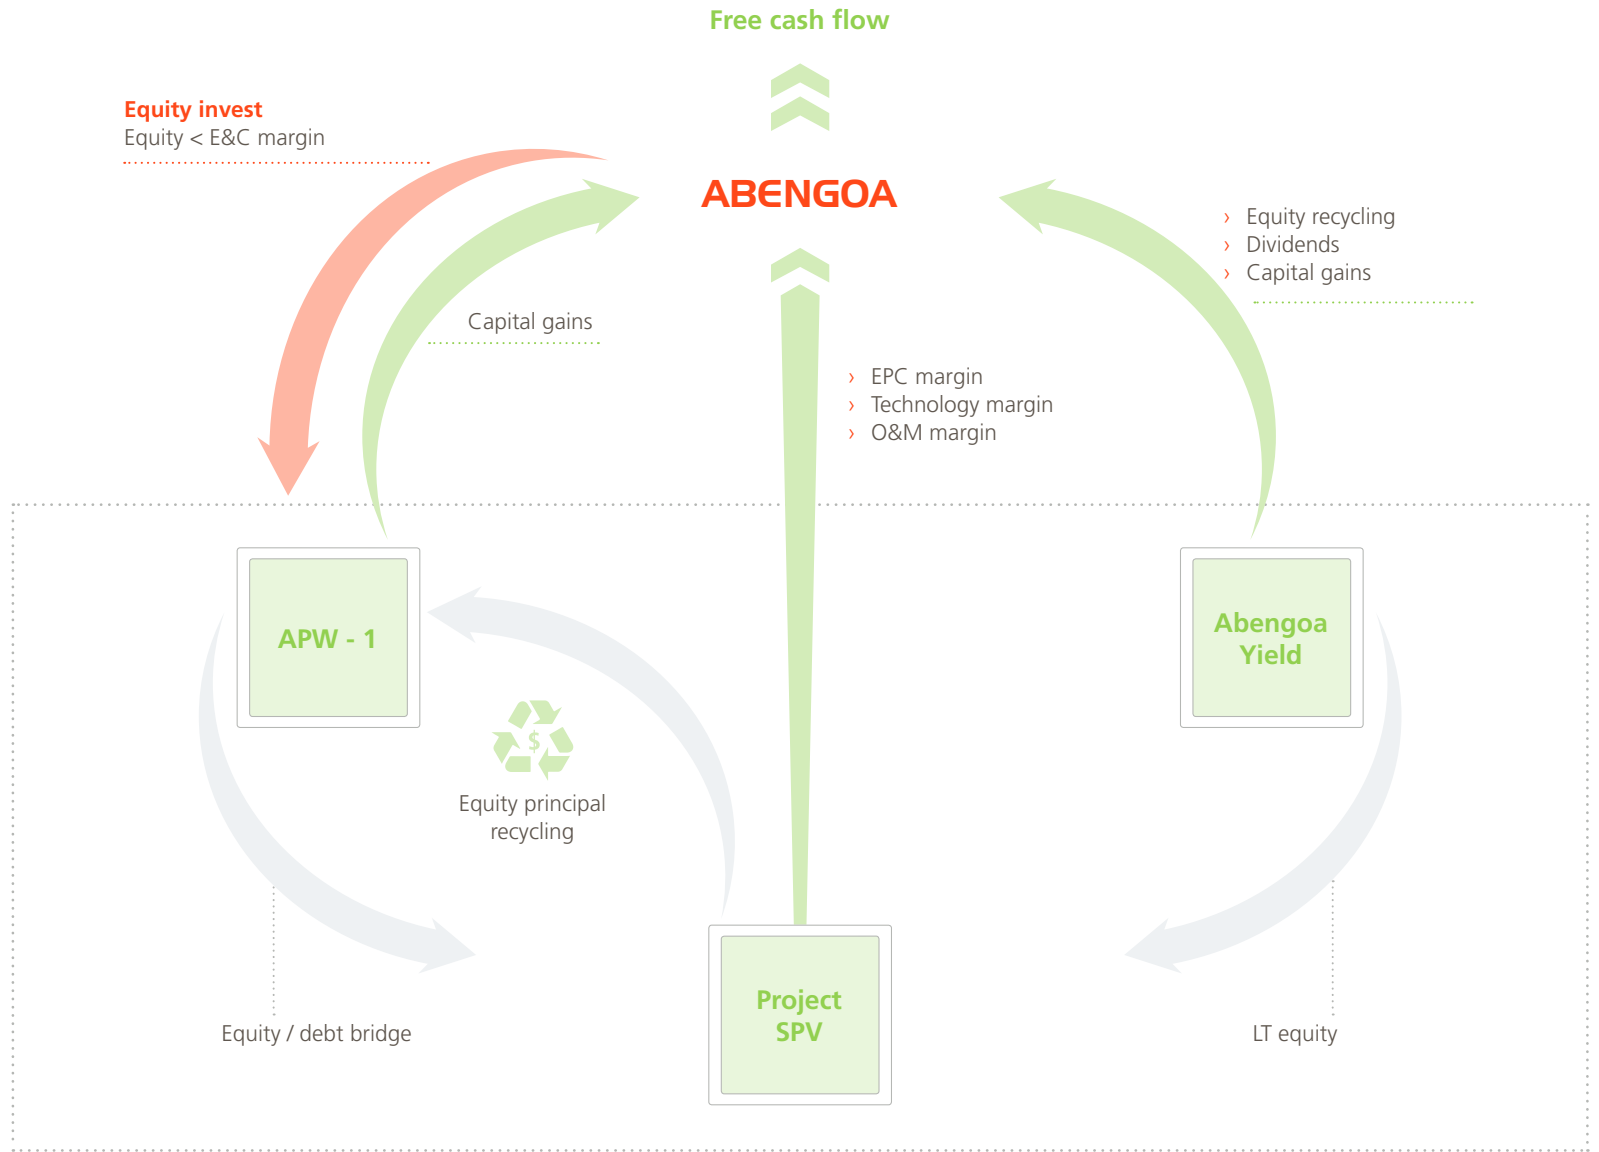 Free cash flow
Equity invest
Equity < E&C margin
ABENGOA
› Equity recycling
› Dividends
› Capital gains
Capital gains
› EPC margin
› Technology margin
› O&M margin
APW - 1
Abengoa
Yield
$
Equity principal
recycling
Project
SPV
Equity / debt bridge
LT equity